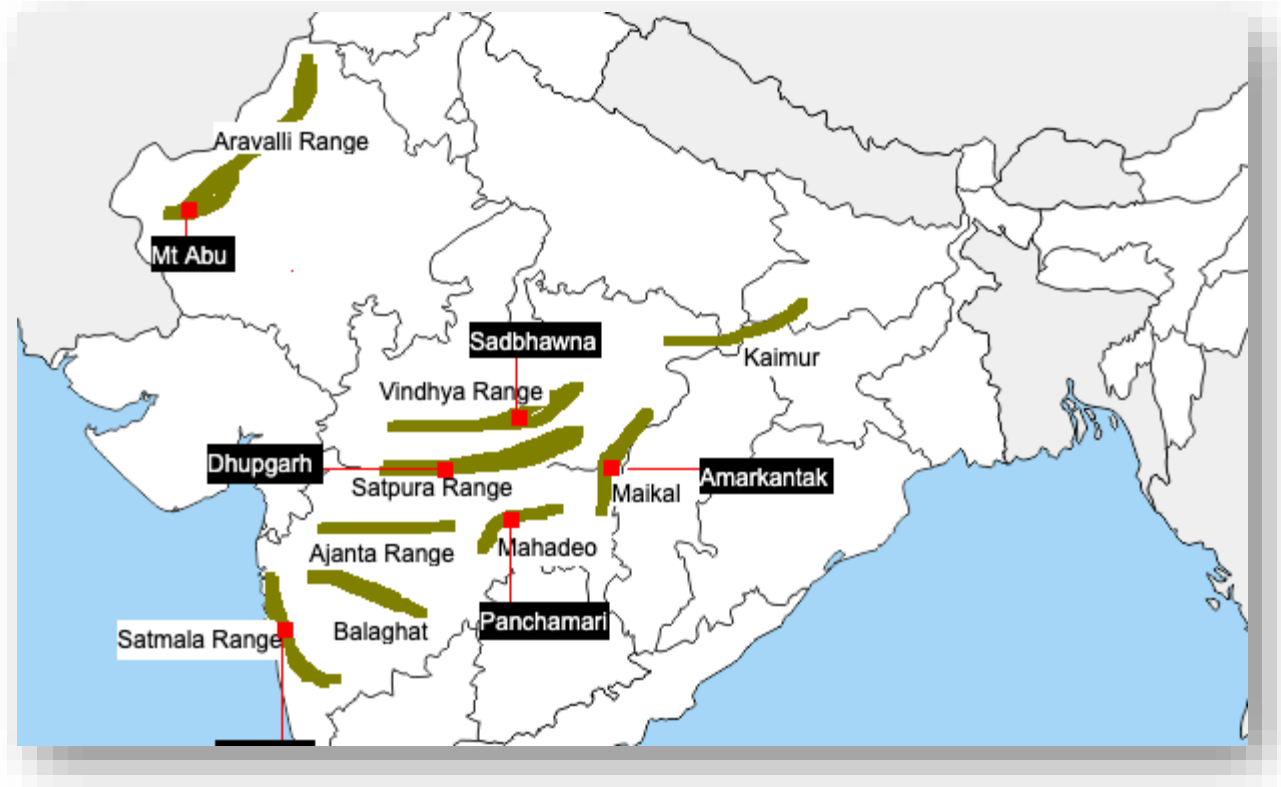 Aravalli Range
Mt Abu
Sadbhawna
Kaimur
Vindhya Range
Dhupgarh
Satpura Range
Amarkantak
Maikal
Ajanta Range
Mahadeo
Panchamari
Balaghat
Satmala Range